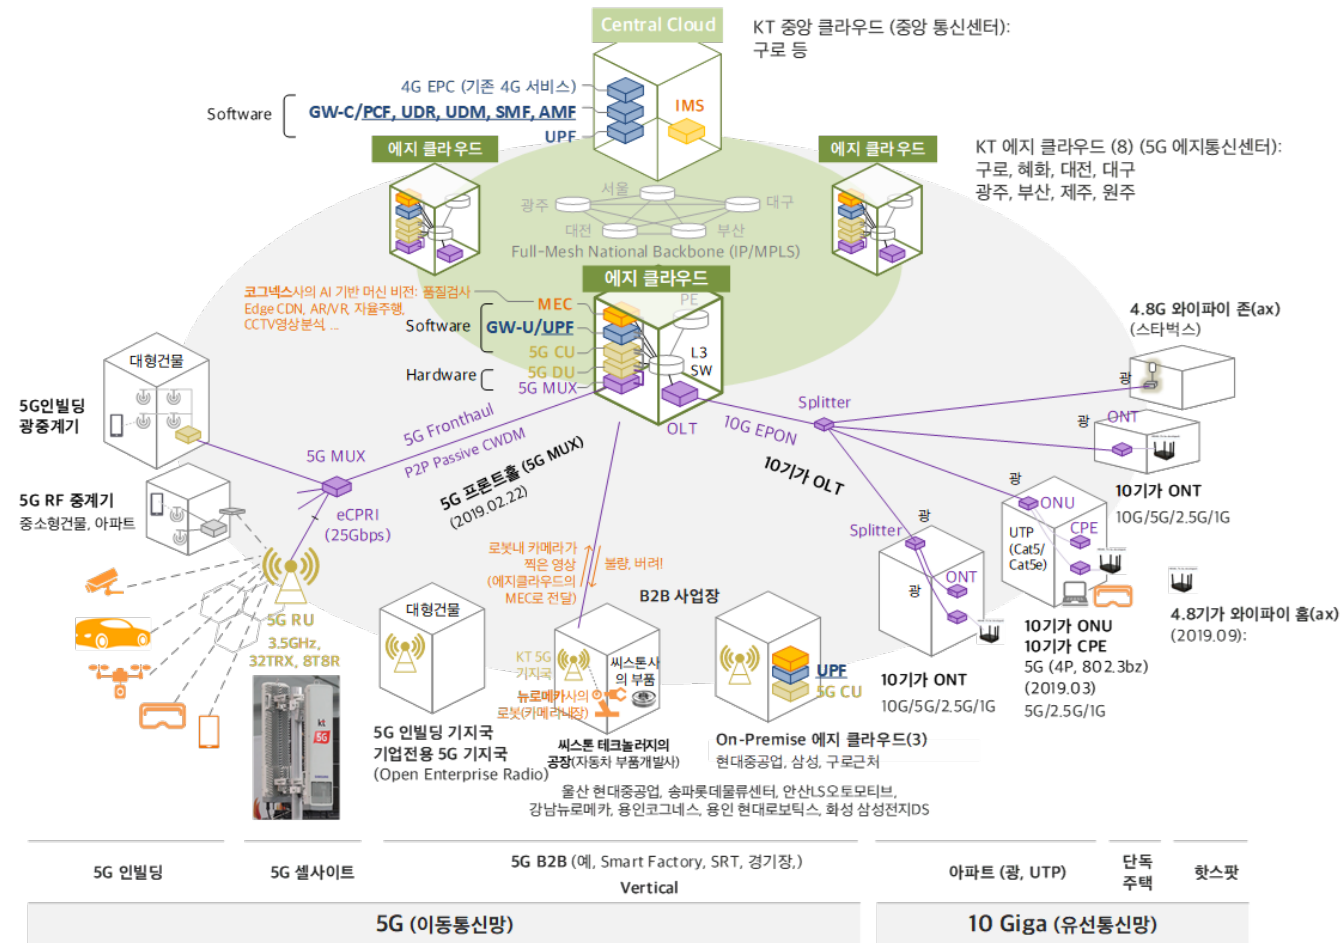 Central Cloud
KT 중앙 클라우드 (중앙 통신센터):
구로 등
4G EPC (기존 4G 서비스)
Software
GW-C/PCF, UDR, UDM, SMF, AMF
UPF
IMS
에지 클라우드
에지 클라우드
KT 에지 클라우드 (8) (5G 에지통신센터):
구로, 혜화, 대전, 대구
광주, 부산, 제주, 원주
서울
광주
대구
대전
부산
Full-Mesh National Backbone (IP/MPLS)
에지 클라우드
코그넥스사의 AI 기반 머신 비전: 품질검사
Edge CDN, AR/VR, 자율주행,
CCTV영상분석, ...
MEC
PE
Software
GW-U/UPF
5G CU
L3
SW
Hardware
5G DU
5G MUX
OLT
4.8G 와이파이 존(ax)
(스타벅스)
광
대형건물
5G인빌딩
광중계기
5G MUX
5G Fronthaul
P2P Passive CWDM
5G 프론트홀 (5G MUX)
(2019.02.22)
10G EPON
Splitter
10기가 OLT
광
ONT
10기가 ONT
10G/5G/2.5G/1G
5G RF 중계기
중소형건물, 아파트
eCPRI
(25Gbps)
광
ONU
UTP
(Cat5/
Cat5e)
CPE
Splitter
광
광
ONT
로봇내 카메라가
찍은 영상
(에지클라우드의
MEC로 전달)
불량, 버려!
B2B 사업장
4.8기가 와이파이 홈(ax)
(2019.09):
10기가 ONU
10기가 CPE
5G (4P, 802.3bz)
(2019.03)
5G/2.5G/1G
10기가 ONT
10G/5G/2.5G/1G
5G RU
3.5GHz,
32TRX, 8T8R
kt
5G
대형건물
5G 인빌딩 기지국
기업전용 5G 기지국
(Open Enterprise Radio)
KT 5G
기지국
씨스톤사
의 부품
뉴로메카사의
로봇(카메라내장)
씨스톤 테크놀러지의
공장(자동차 부품개발사)
UPF
5G CU
On-Premise 에지 클라우드(3)
현대중공업, 삼성, 구로근처
울산 현대중공업, 송파롯데물류센터, 안산LS오토모티브,
강남뉴로메카, 용인코그네스, 용인 현대로보틱스, 화성 삼성전지DS
5G 인빌딩
5G 셀사이트
5G B2B (예, Smart Factory, SRT, 경기장,)
Vertical
아파트 (광, UTP)
단독
주택
핫스팟
5G (이동통신망)
10 Giga (유선통신망)